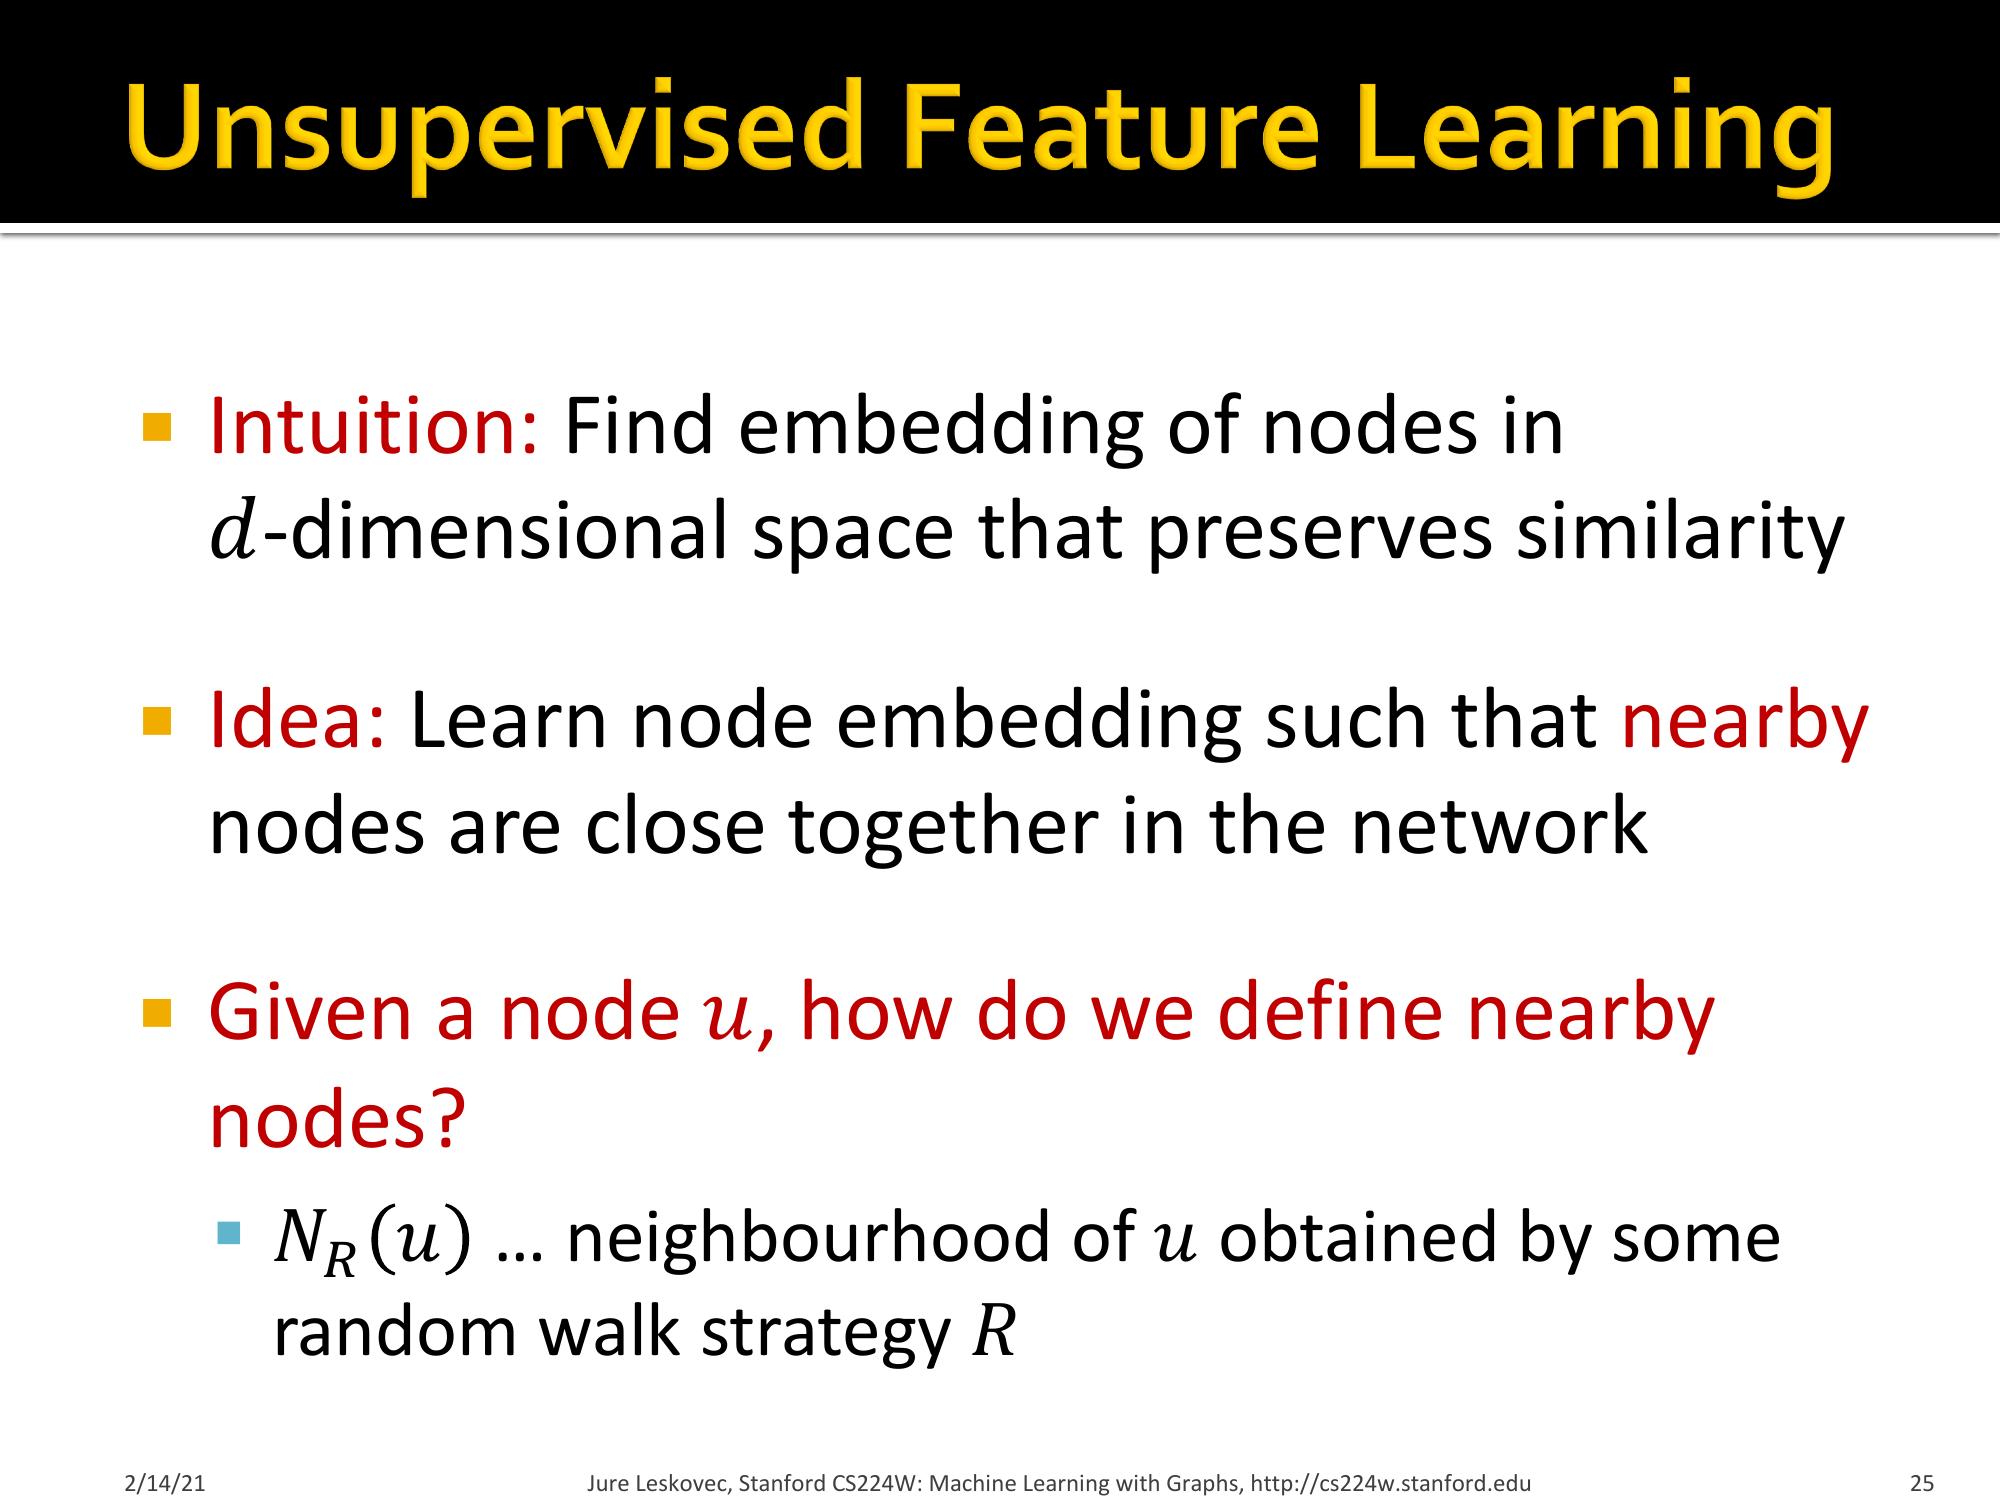 Unsupervised Feature Learning
Intuition: Find embedding of nodes in
𝑑-dimensional space that preserves similarity
Idea: Learn node embedding such that nearby
nodes are close together in the network
Given a node 𝑢, how do we define nearby
nodes?
𝑁_𝑅(𝑢) … neighbourhood of 𝑢 obtained by some
random walk strategy 𝑅
2/14/21
Jure Leskovec, Stanford CS224W: Machine Learning with Graphs, http://cs224w.stanford.edu
25